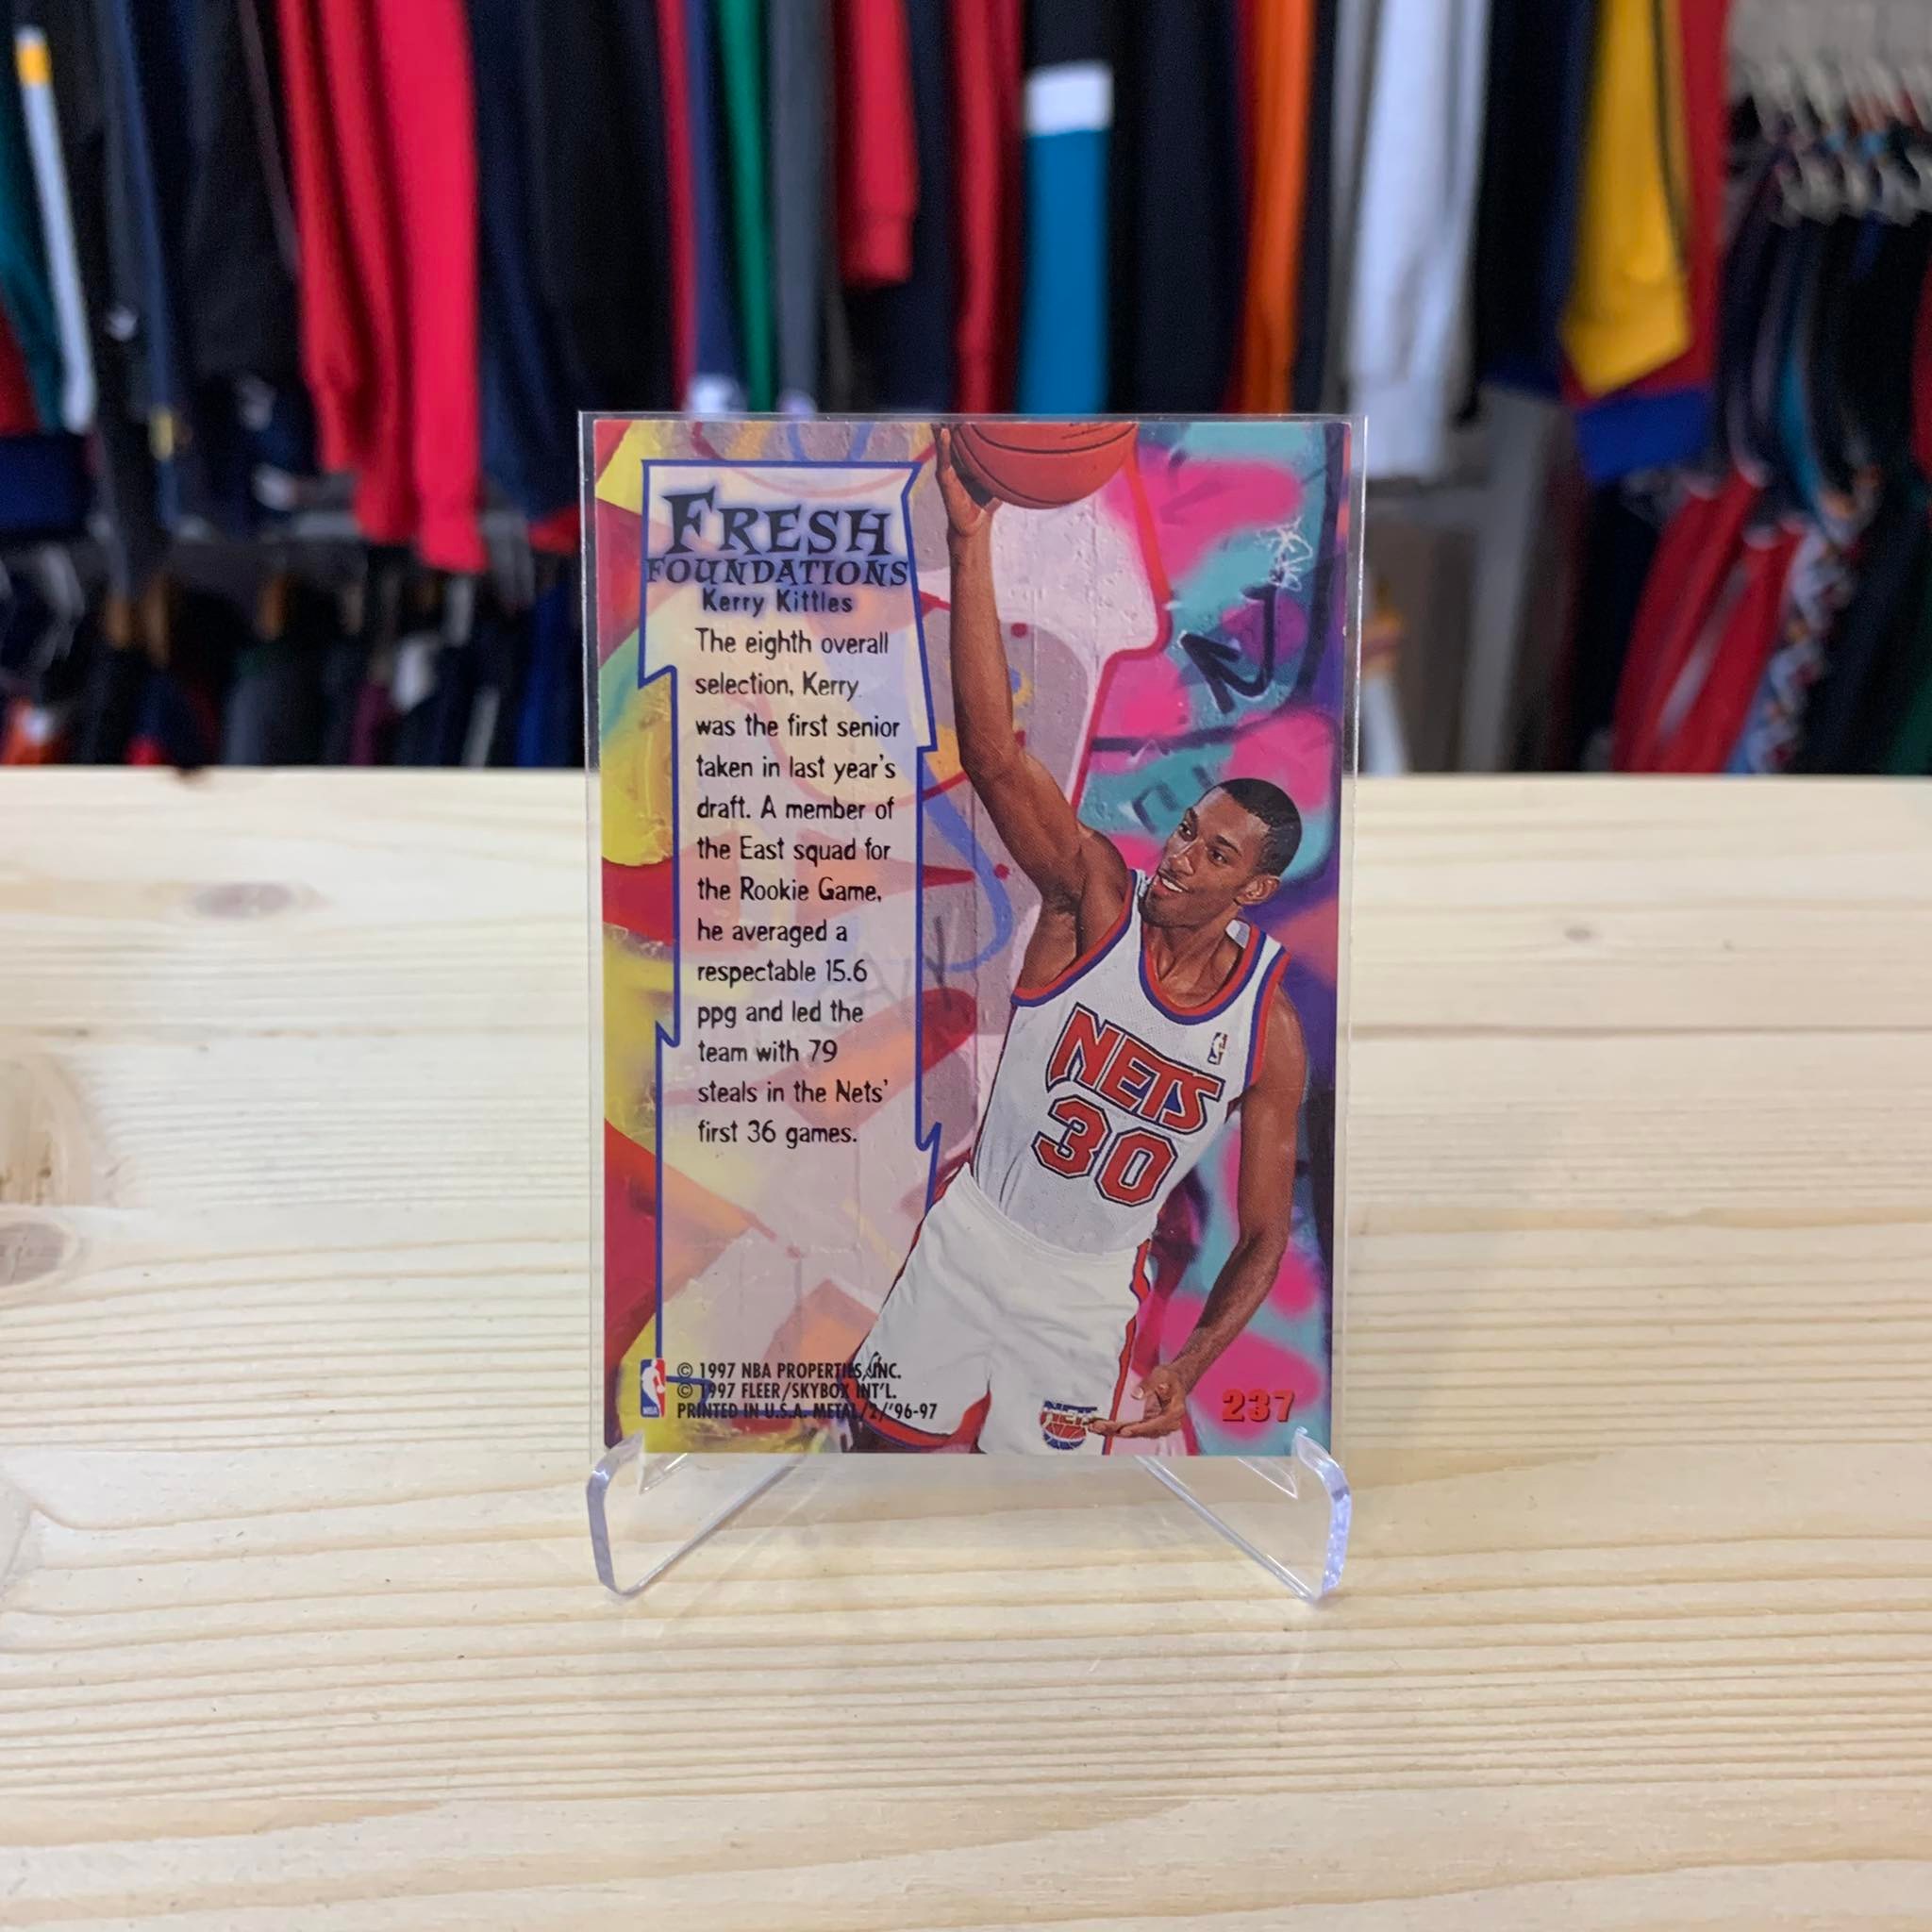 FRESH
FOUNDATIONS
Kerry Kittles
The eighth overall
selection, Kerry
was the first senior
taken in last year's
draft. A member of
the East squad for
the Rookie Game,
he averaged a
respectable 15.6
ppg and led the
team with 79
steals in the Nets'
first 36 games.
NETS
30
© 1997 NBA PROPERTIES, INC.
© 1997 FLEER/SKYBOX INT'L.
PRINTED IN U.S.A. METAL/2/'96-97
NBA
NETS
237